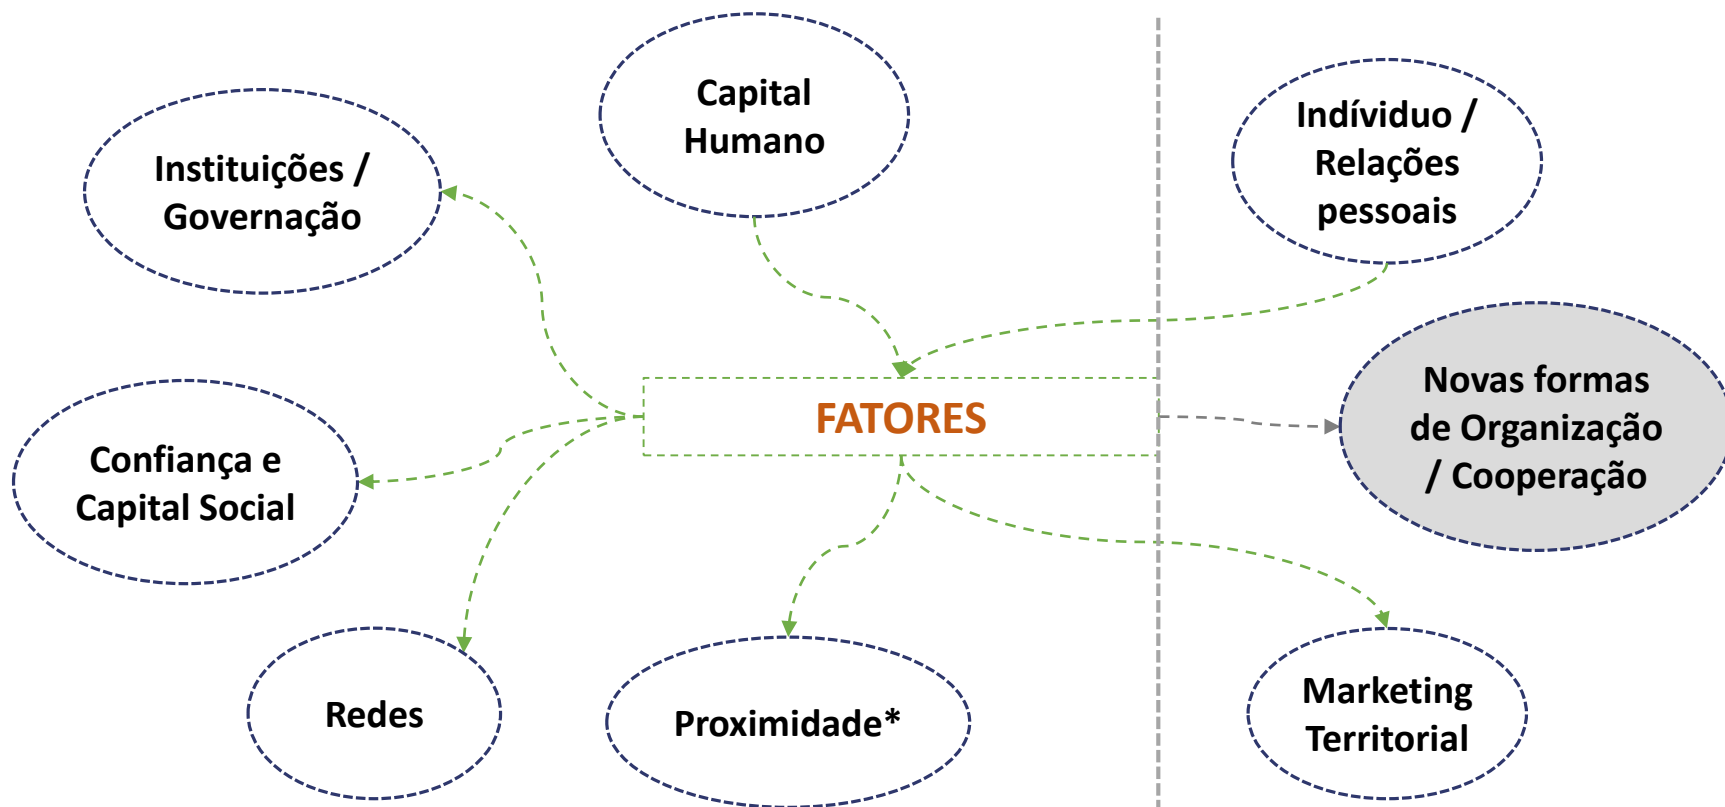 Capital
Humano
Indíviduo /
Relações
pessoais
Instituições /
Governação
Novas formas
de Organização
/ Cooperação
FATORES
Confiança e
Capital Social
Redes
Proximidade*
Marketing
Territorial